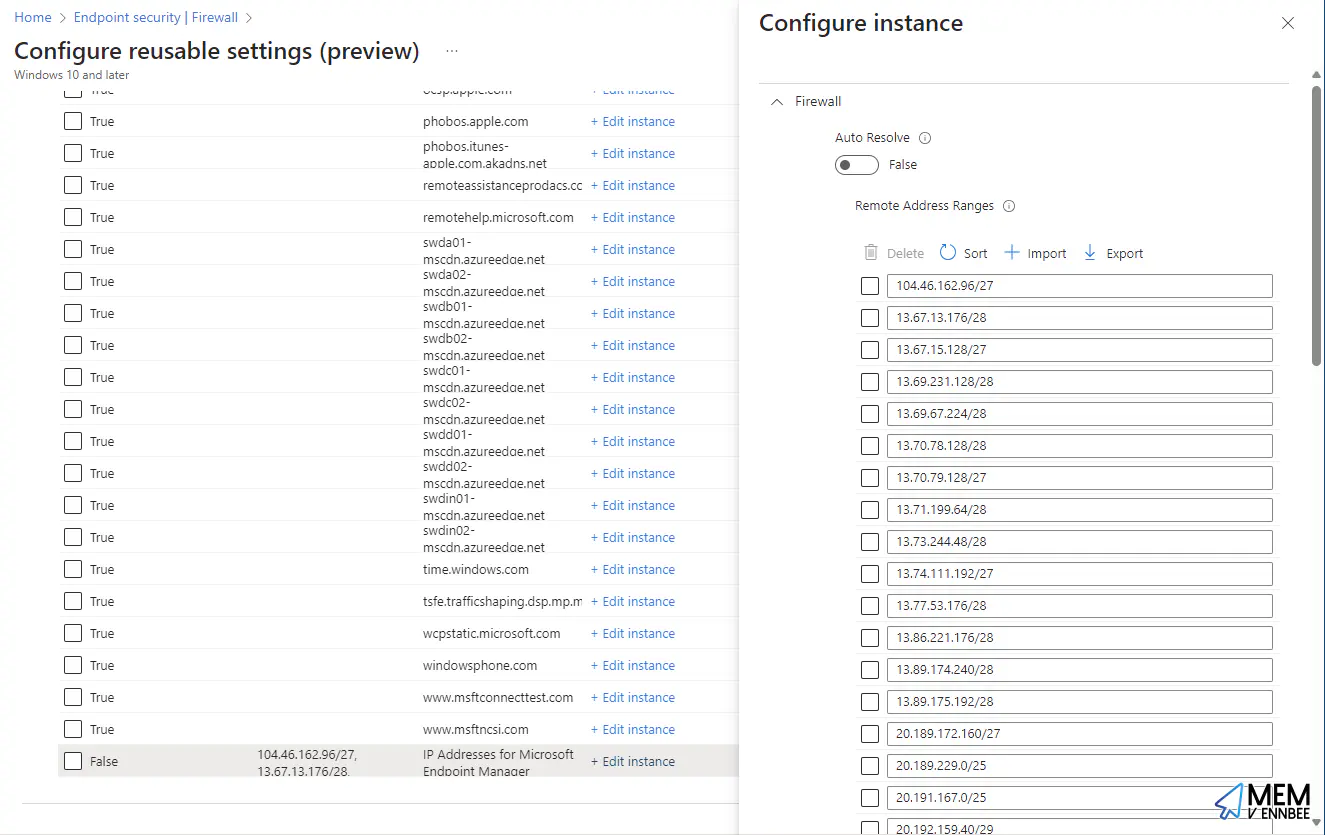 Home > Endpoint security | Firewall >
Configure reusable settings (preview) ...
Windows 10 and later
True ocsp.apple.com + Edit instance
True phobos.apple.com + Edit instance
True phobos.itunes-
apple.com.akadns.net + Edit instance
True remoteassistanceprodacs.cc + Edit instance
True remotehelp.microsoft.com + Edit instance
True swda01-
mscdn.azureedge.net + Edit instance
True swda02-
mscdn.azureedge.net + Edit instance
True swdb01-
mscdn.azureedge.net + Edit instance
True swdb02-
mscdn.azureedge.net + Edit instance
True swdc01-
mscdn.azureedge.net + Edit instance
True swdc02-
mscdn.azureedge.net + Edit instance
True swdd01-
mscdn.azureedge.net + Edit instance
True swdd02-
mscdn.azureedge.net + Edit instance
True swdin01-
mscdn.azureedge.net + Edit instance
True swdin02-
mscdn.azureedge.net + Edit instance
True time.windows.com + Edit instance
True tsfe.trafficshaping.dsp.mp.m + Edit instance
True wcpstatic.microsoft.com + Edit instance
True windowsphone.com + Edit instance
True www.msftconnecttest.com + Edit instance
True www.msftncsi.com + Edit instance
False 104.46.162.96/27, IP Addresses for Microsoft + Edit instance
13.67.13.176/28, Endpoint Manager
Configure instance
Firewall
Auto Resolve
False
Remote Address Ranges
Delete Sort Import Export
104.46.162.96/27
13.67.13.176/28
13.67.15.128/27
13.69.231.128/28
13.69.67.224/28
13.70.78.128/28
13.70.79.128/27
13.71.199.64/28
13.73.244.48/28
13.74.111.192/27
13.77.53.176/28
13.86.221.176/28
13.89.174.240/28
13.89.175.192/28
20.189.172.160/27
20.189.229.0/25
20.191.167.0/25
20.192.159.40/29
MEM
VENNBEE